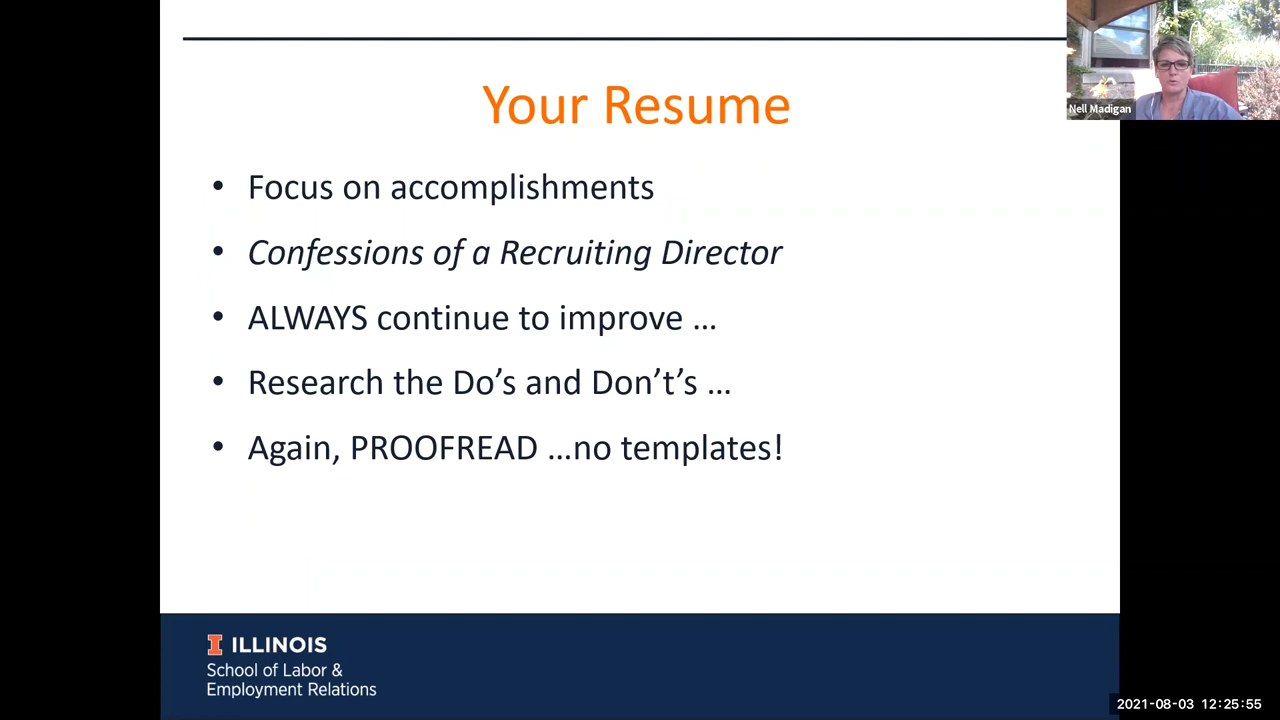 Your Resume
Nell Madigan
• Focus on accomplishments
• Confessions of a Recruiting Director
• ALWAYS continue to improve …
• Research the Do’s and Don’t’s …
• Again, PROOFREAD …no templates!
I ILLINOIS
School of Labor &
Employment Relations
2021-08-03 12:25:55